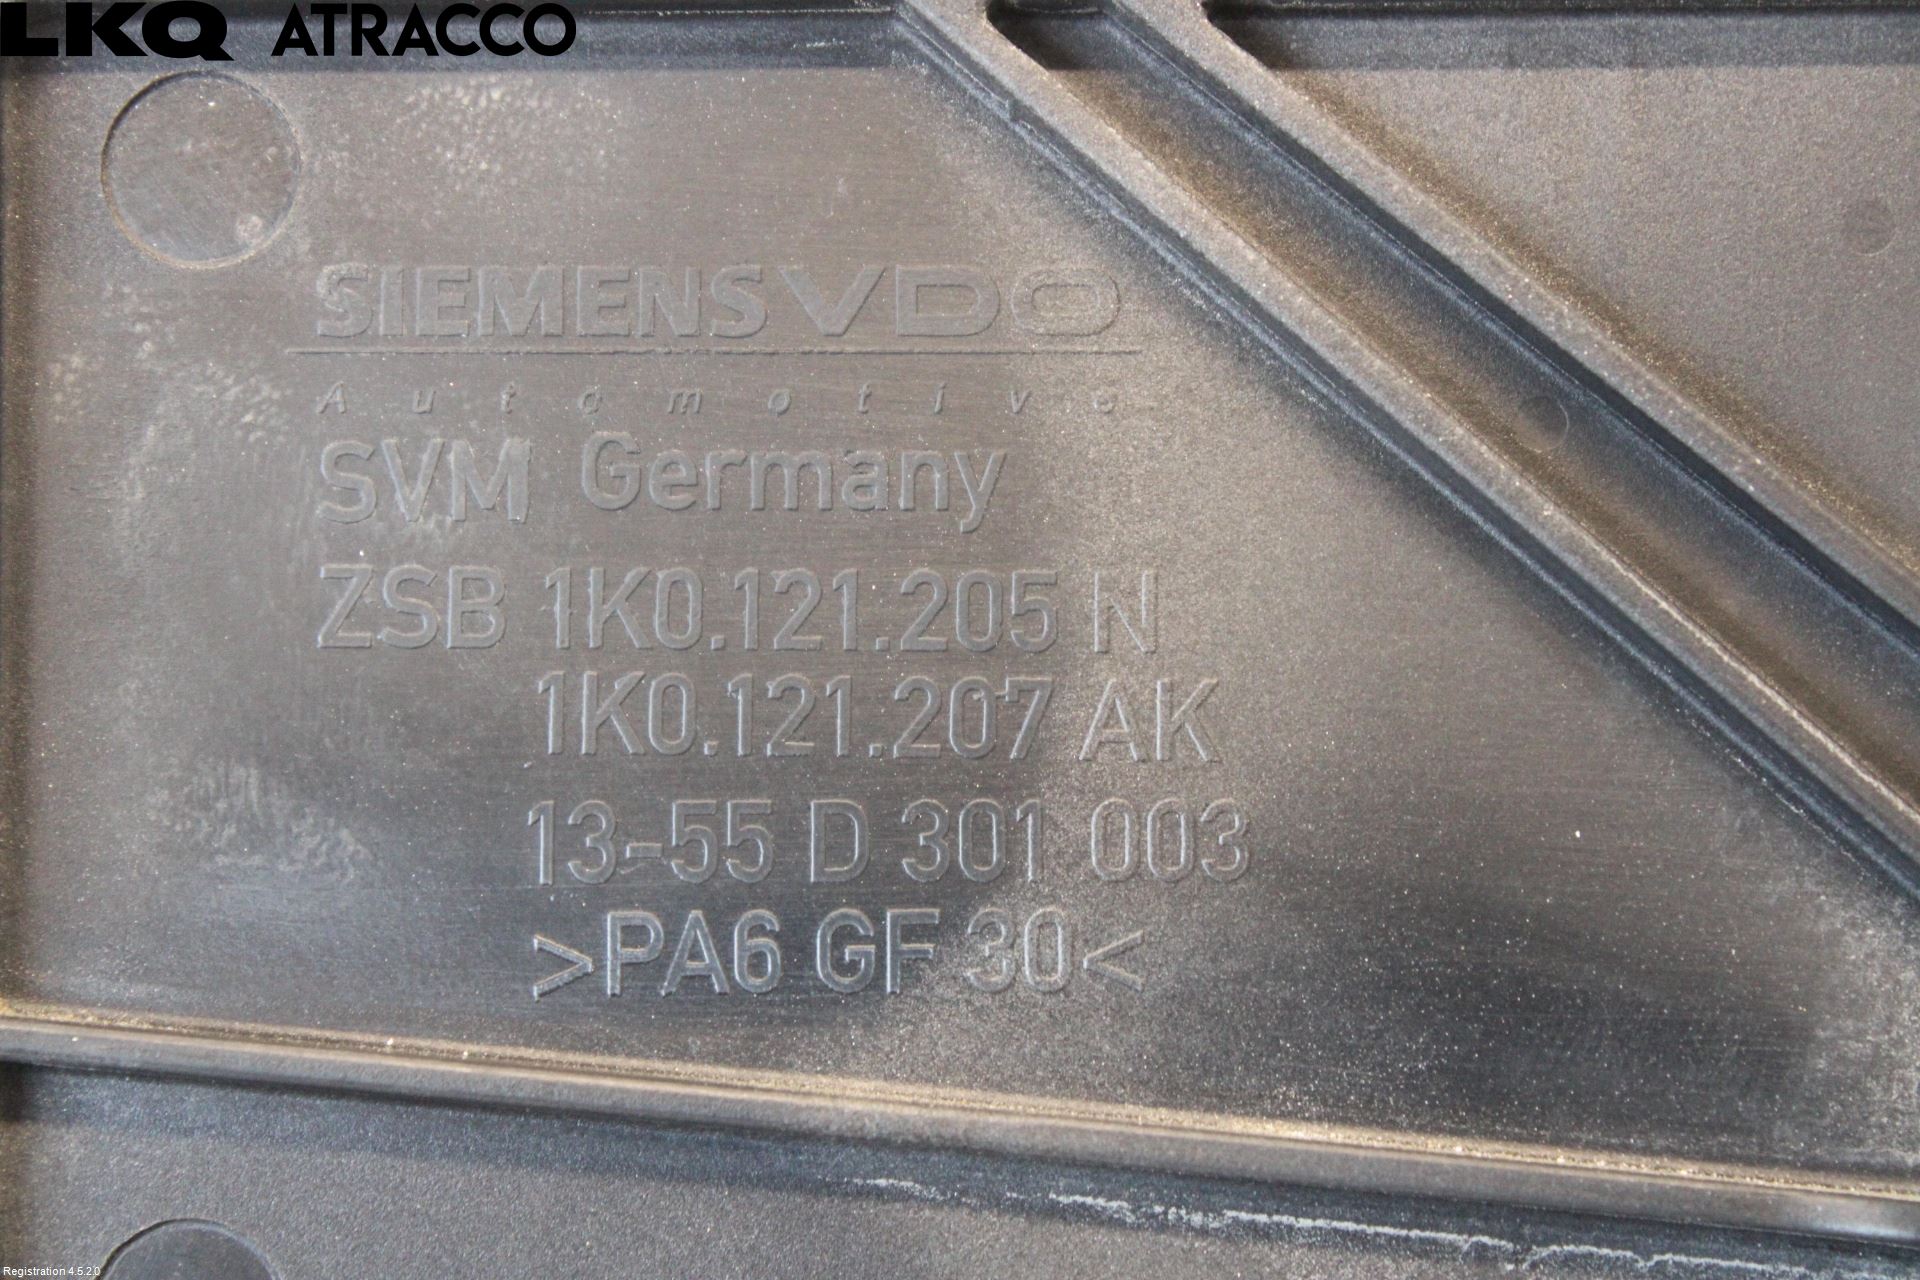 LKQ ATRACCO
SIEMENS VDO
Automotive
SVM Germany
ZSB 1K0.121.205 N
1K0.121.207 AK
13-55 D 301 003
>PA6 GF 30<
Registration 4.5.2.0